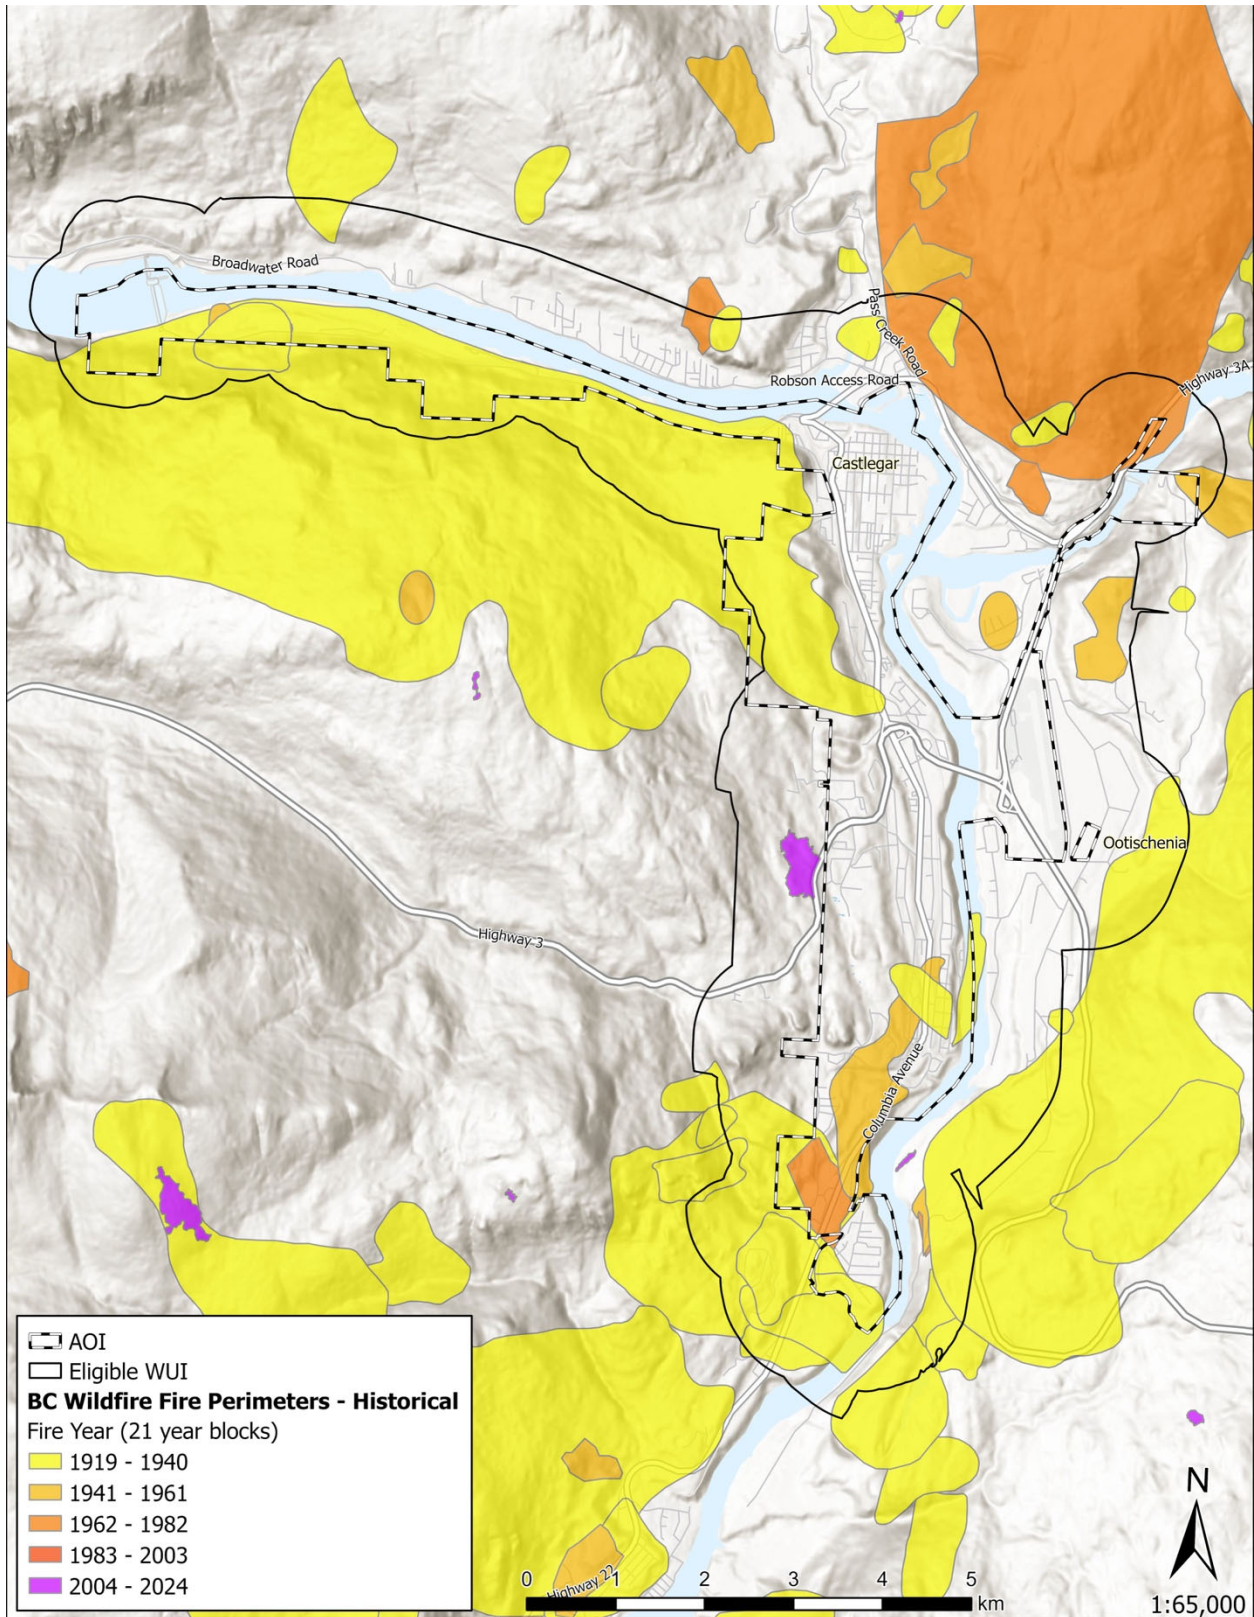 Broadwater Road
Pass Creek Road
Robson Access Road
Highway 3A
Castlegar
Ootischenia
Highway 3
Columbia Avenue
AOI
Eligible WUI
BC Wildfire Fire Perimeters - Historical
Fire Year (21 year blocks)
1919 - 1940
1941 - 1961
1962 - 1982
1983 - 2003
2004 - 2024
Highway 22
0 1 2 3 4 5
km
N
1:65,000